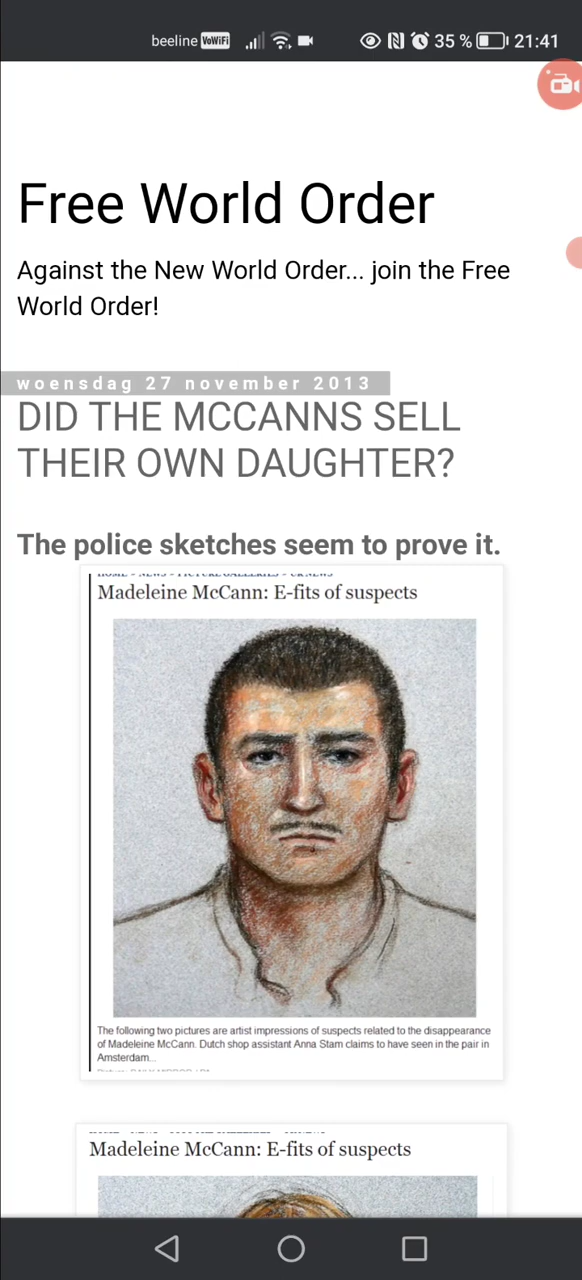 beeline VoWiFi 35 % 21:41
Free World Order
Against the New World Order... join the Free
World Order!
woensdag 27 november 2013
DID THE MCCANNS SELL
THEIR OWN DAUGHTER?
The police sketches seem to prove it.
Madeleine McCann: E-fits of suspects
The following two pictures are artist impressions of suspects related to the disappearance
of Madeleine McCann. Dutch shop assistant Anna Stam claims to have seen in the pair in
Amsterdam...
Madeleine McCann: E-fits of suspects